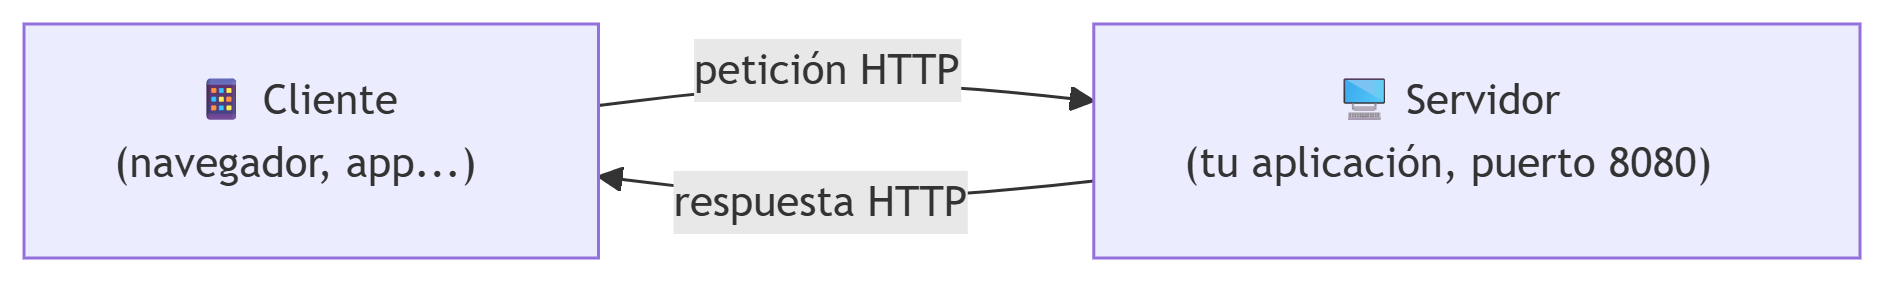 Cliente
(navegador, app...)
petición HTTP
respuesta HTTP
Servidor
(tu aplicación, puerto 8080)